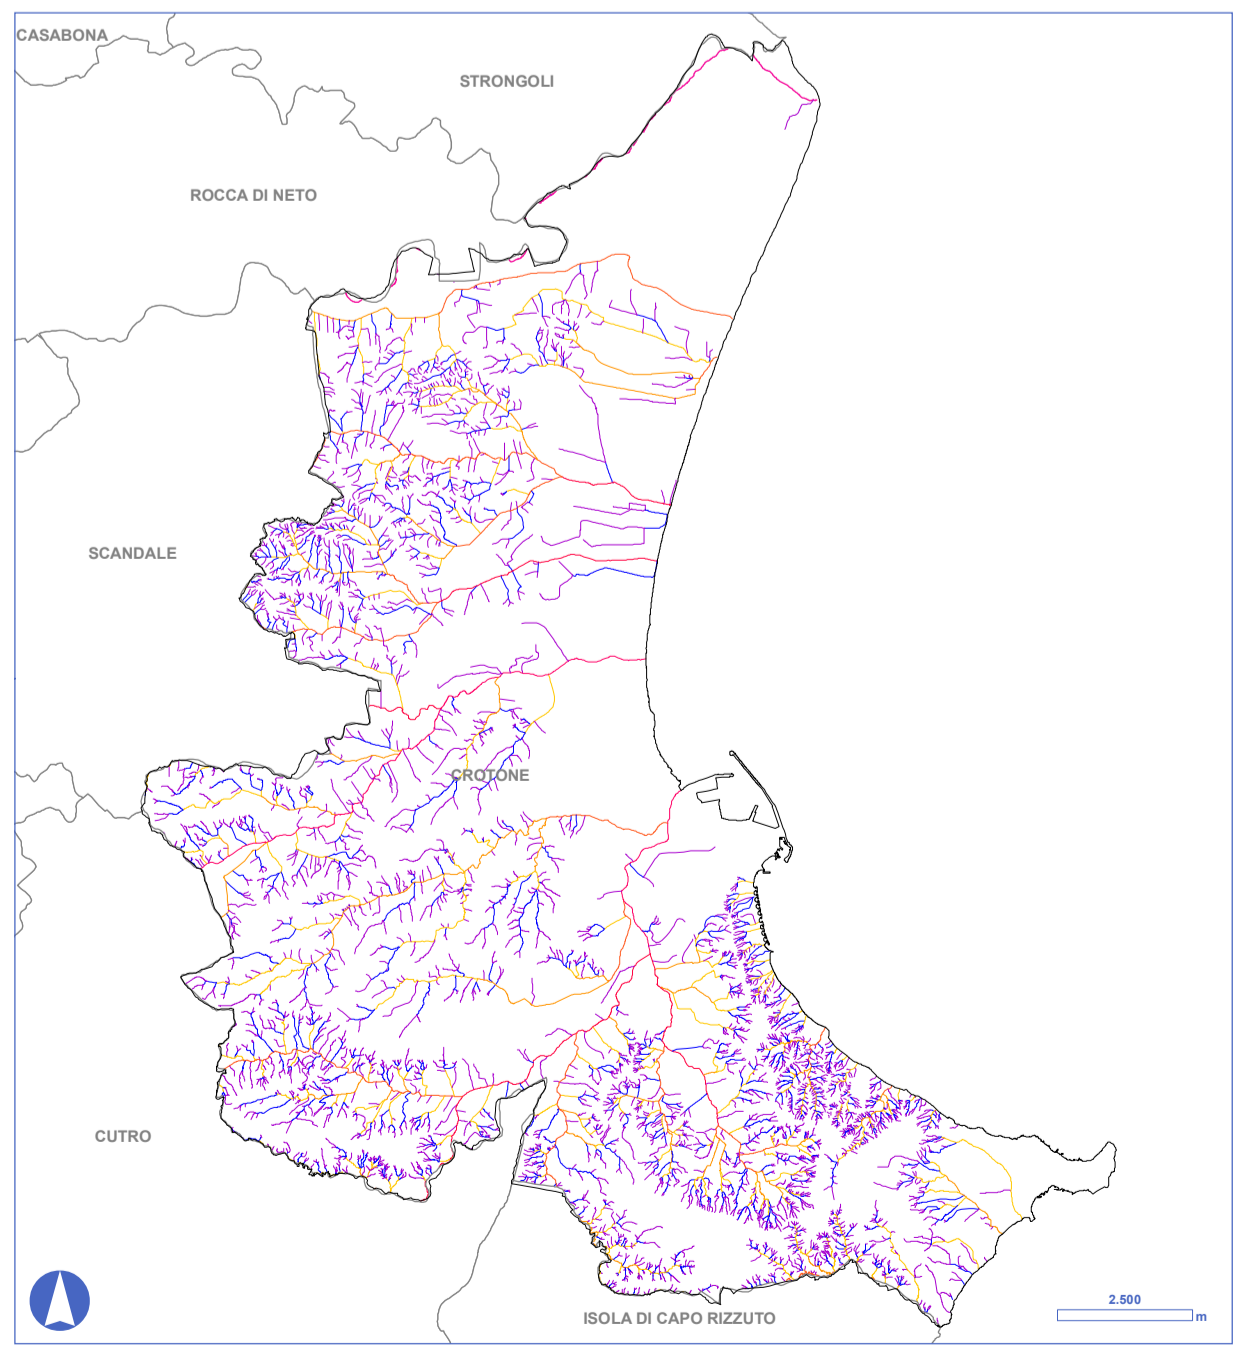 CASABONA
STRONGOLI
ROCCA DI NETO
SCANDALE
CROTONE
CUTRO
2.500
m
ISOLA DI CAPO RIZZUTO